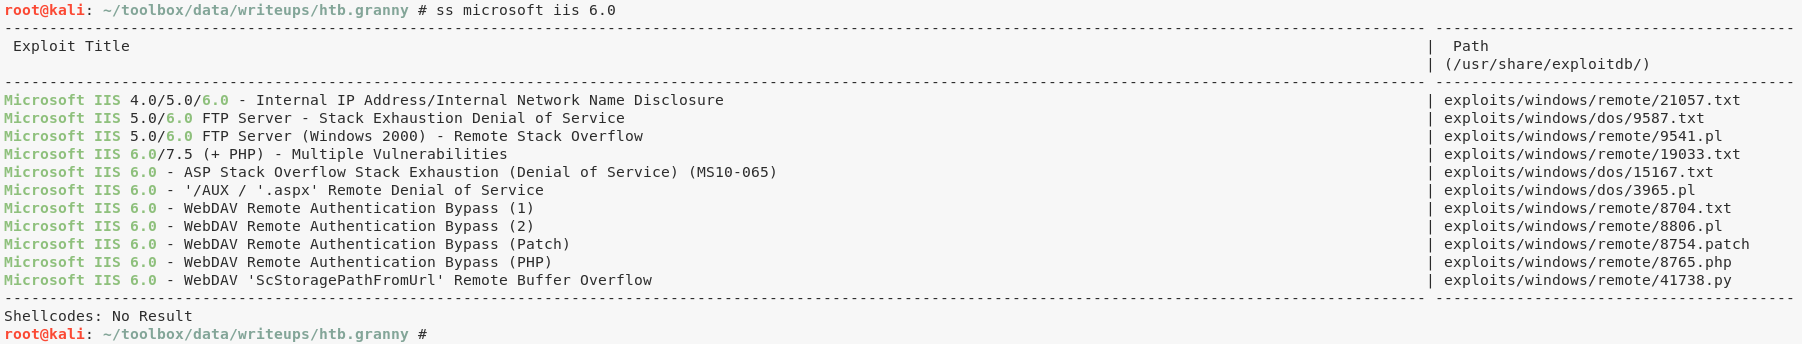 root@kali: ~/toolbox/data/writeups/htb.granny # ss microsoft iis 6.0
--------------------------------------------------------------------------------------------------------------------------------------------------------------- ----------------------------------------
 Exploit Title | Path
 | (/usr/share/exploitdb/)
--------------------------------------------------------------------------------------------------------------------------------------------------------------- ----------------------------------------
Microsoft IIS 4.0/5.0/6.0 - Internal IP Address/Internal Network Name Disclosure | exploits/windows/remote/21057.txt
Microsoft IIS 5.0/6.0 FTP Server - Stack Exhaustion Denial of Service | exploits/windows/dos/9587.txt
Microsoft IIS 5.0/6.0 FTP Server (Windows 2000) - Remote Stack Overflow | exploits/windows/remote/9541.pl
Microsoft IIS 6.0/7.5 (+ PHP) - Multiple Vulnerabilities | exploits/windows/remote/19033.txt
Microsoft IIS 6.0 - ASP Stack Overflow Stack Exhaustion (Denial of Service) (MS10-065) | exploits/windows/dos/15167.txt
Microsoft IIS 6.0 - '/AUX / '.aspx' Remote Denial of Service | exploits/windows/dos/3965.pl
Microsoft IIS 6.0 - WebDAV Remote Authentication Bypass (1) | exploits/windows/remote/8704.txt
Microsoft IIS 6.0 - WebDAV Remote Authentication Bypass (2) | exploits/windows/remote/8806.pl
Microsoft IIS 6.0 - WebDAV Remote Authentication Bypass (Patch) | exploits/windows/remote/8754.patch
Microsoft IIS 6.0 - WebDAV Remote Authentication Bypass (PHP) | exploits/windows/remote/8765.php
Microsoft IIS 6.0 - WebDAV 'ScStoragePathFromUrl' Remote Buffer Overflow | exploits/windows/remote/41738.py
--------------------------------------------------------------------------------------------------------------------------------------------------------------- ----------------------------------------
Shellcodes: No Result
root@kali: ~/toolbox/data/writeups/htb.granny #